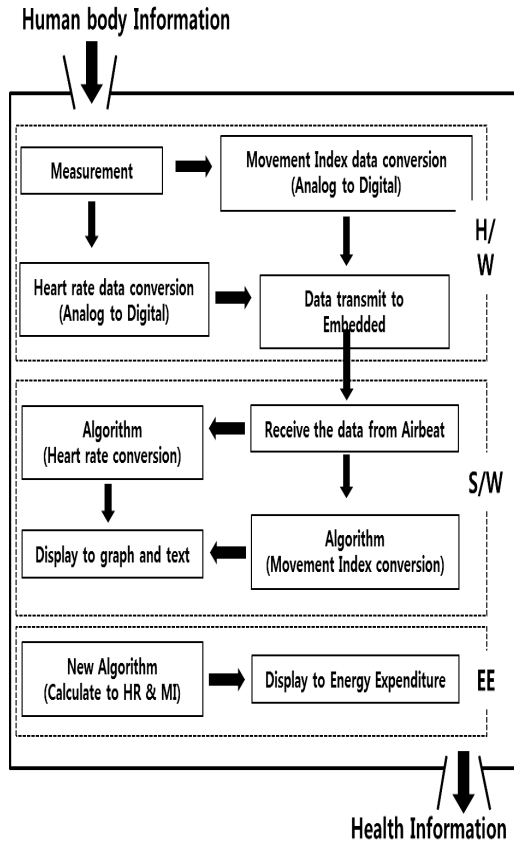 Human body Information
Measurement
Movement Index data conversion
(Analog to Digital)
H/
W
Heart rate data conversion
(Analog to Digital)
Data transmit to
Embedded
Algorithm
(Heart rate conversion)
Receive the data from Airbeat
S/W
Display to graph and text
Algorithm
(Movement Index conversion)
New Algorithm
(Calculate to HR & MI)
Display to Energy Expenditure
EE
Health Information